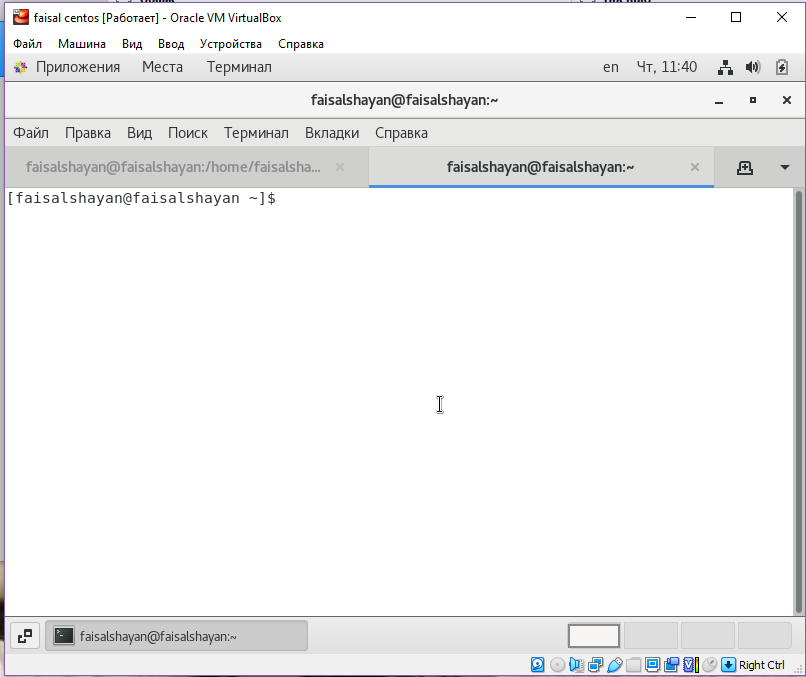 faisal centos [Работает] - Oracle VM VirtualBox
Файл Машина Вид Ввод Устройства Справка
Приложения Места Терминал en Чт, 11:40
faisalshayan@faisalshayan:~
Файл Правка Вид Поиск Терминал Вкладки Справка
faisalshayan@faisalshayan:/home/faisalsha... faisalshayan@faisalshayan:~
[faisalshayan@faisalshayan ~]$
faisalshayan@faisalshayan:~
Right Ctrl